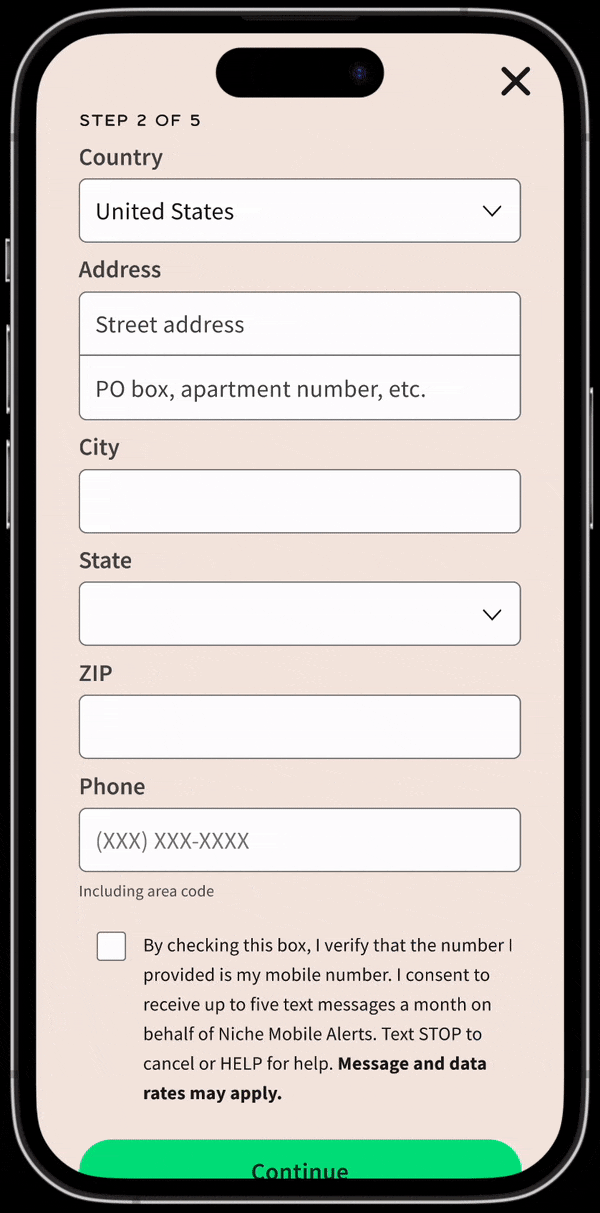 STEP 2 OF 5
Country
United States
Address
Street address
PO box, apartment number, etc.
City
State
ZIP
Phone
(XXX) XXX-XXXX
Including area code
By checking this box, I verify that the number I
provided is my mobile number. I consent to
receive up to five text messages a month on
behalf of Niche Mobile Alerts. Text STOP to
cancel or HELP for help. Message and data
rates may apply.
Continue